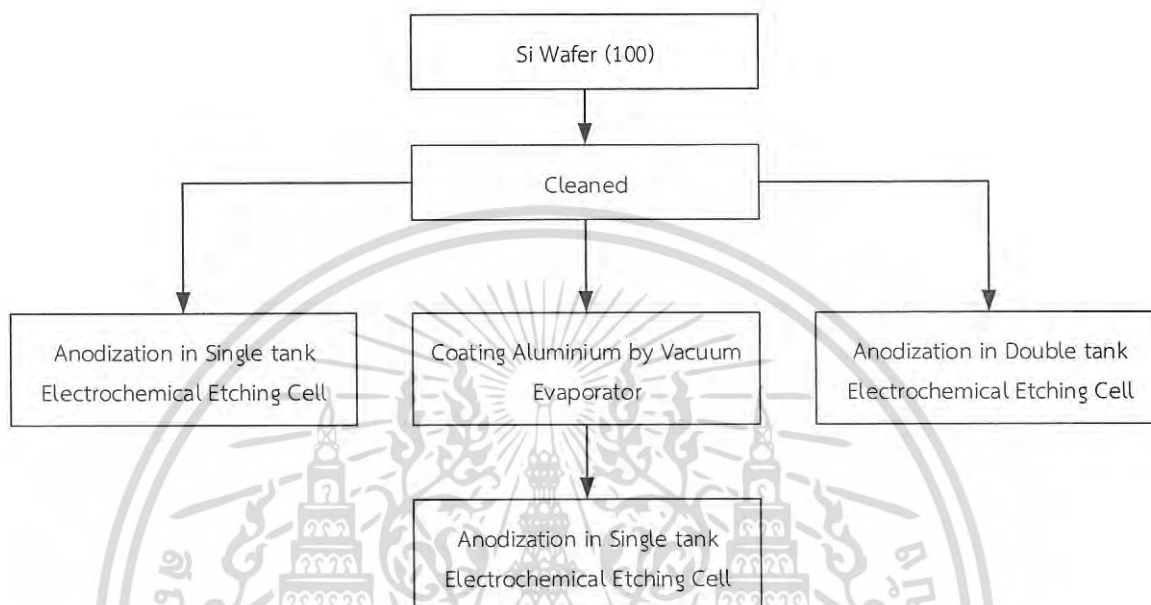 Si Wafer (100)
Cleaned
Anodization in Single tank
Electrochemical Etching Cell
Coating Aluminium by Vacuum
Evaporator
Anodization in Double tank
Electrochemical Etching Cell
Anodization in Single tank
Electrochemical Etching Cell